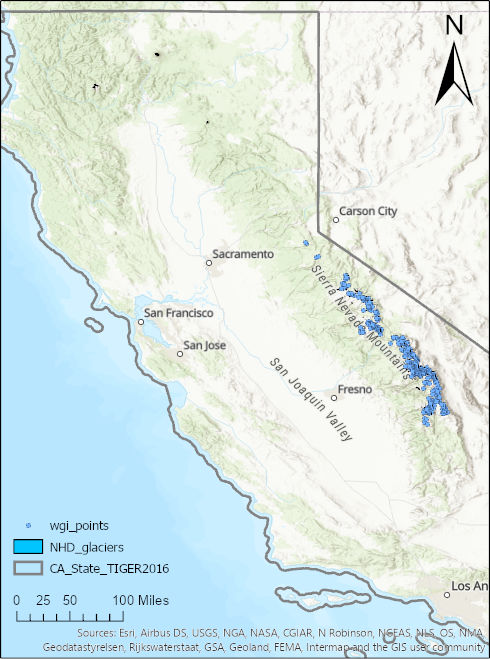 N
Carson City
Sacramento
Sierra Nevada Mountains
San Francisco
San Jose
San Joaquin Valley
Fresno
wgi_points
NHD_glaciers
CA_State_TIGER2016
0 25 50 100 Miles
Los An
Sources: Esri, Airbus DS, USGS, NGA, NASA, CGIAR, N Robinson, NCEAS, NLS, OS, NMA,
Geodatastyrelsen, Rijkswaterstaat, GSA, Geoland, FEMA, Intermap and the GIS user community